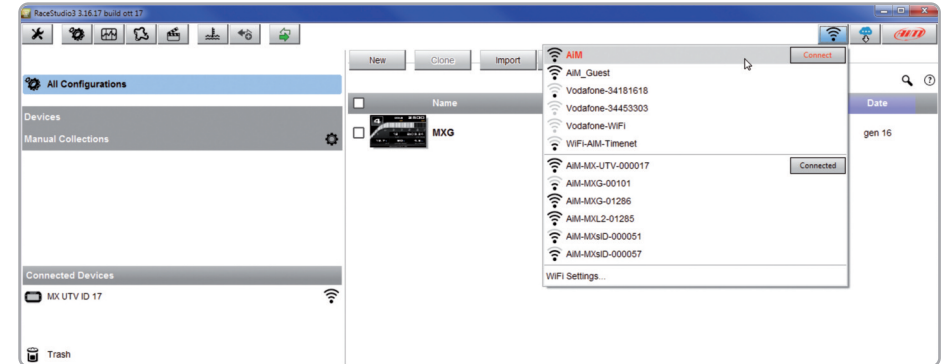 RaceStudio3 3.16.17 build ott 17
AiM
New Clone Import
AiM Connect
AiM_Guest
Vodafone-34181618
Vodafone-34453303
Vodafone-WiFi
WiFi-AIM-Timenet
AiM-MX-UTV-000017 Connected
AiM-MXG-00101
AiM-MXG-01286
AiM-MXL2-01285
AiM-MXsID-000051
AiM-MXsID-000057
WiFi Settings...
All Configurations
Name Date
Devices
Manual Collections
MXG gen 16
Connected Devices
MX UTV ID 17
Trash